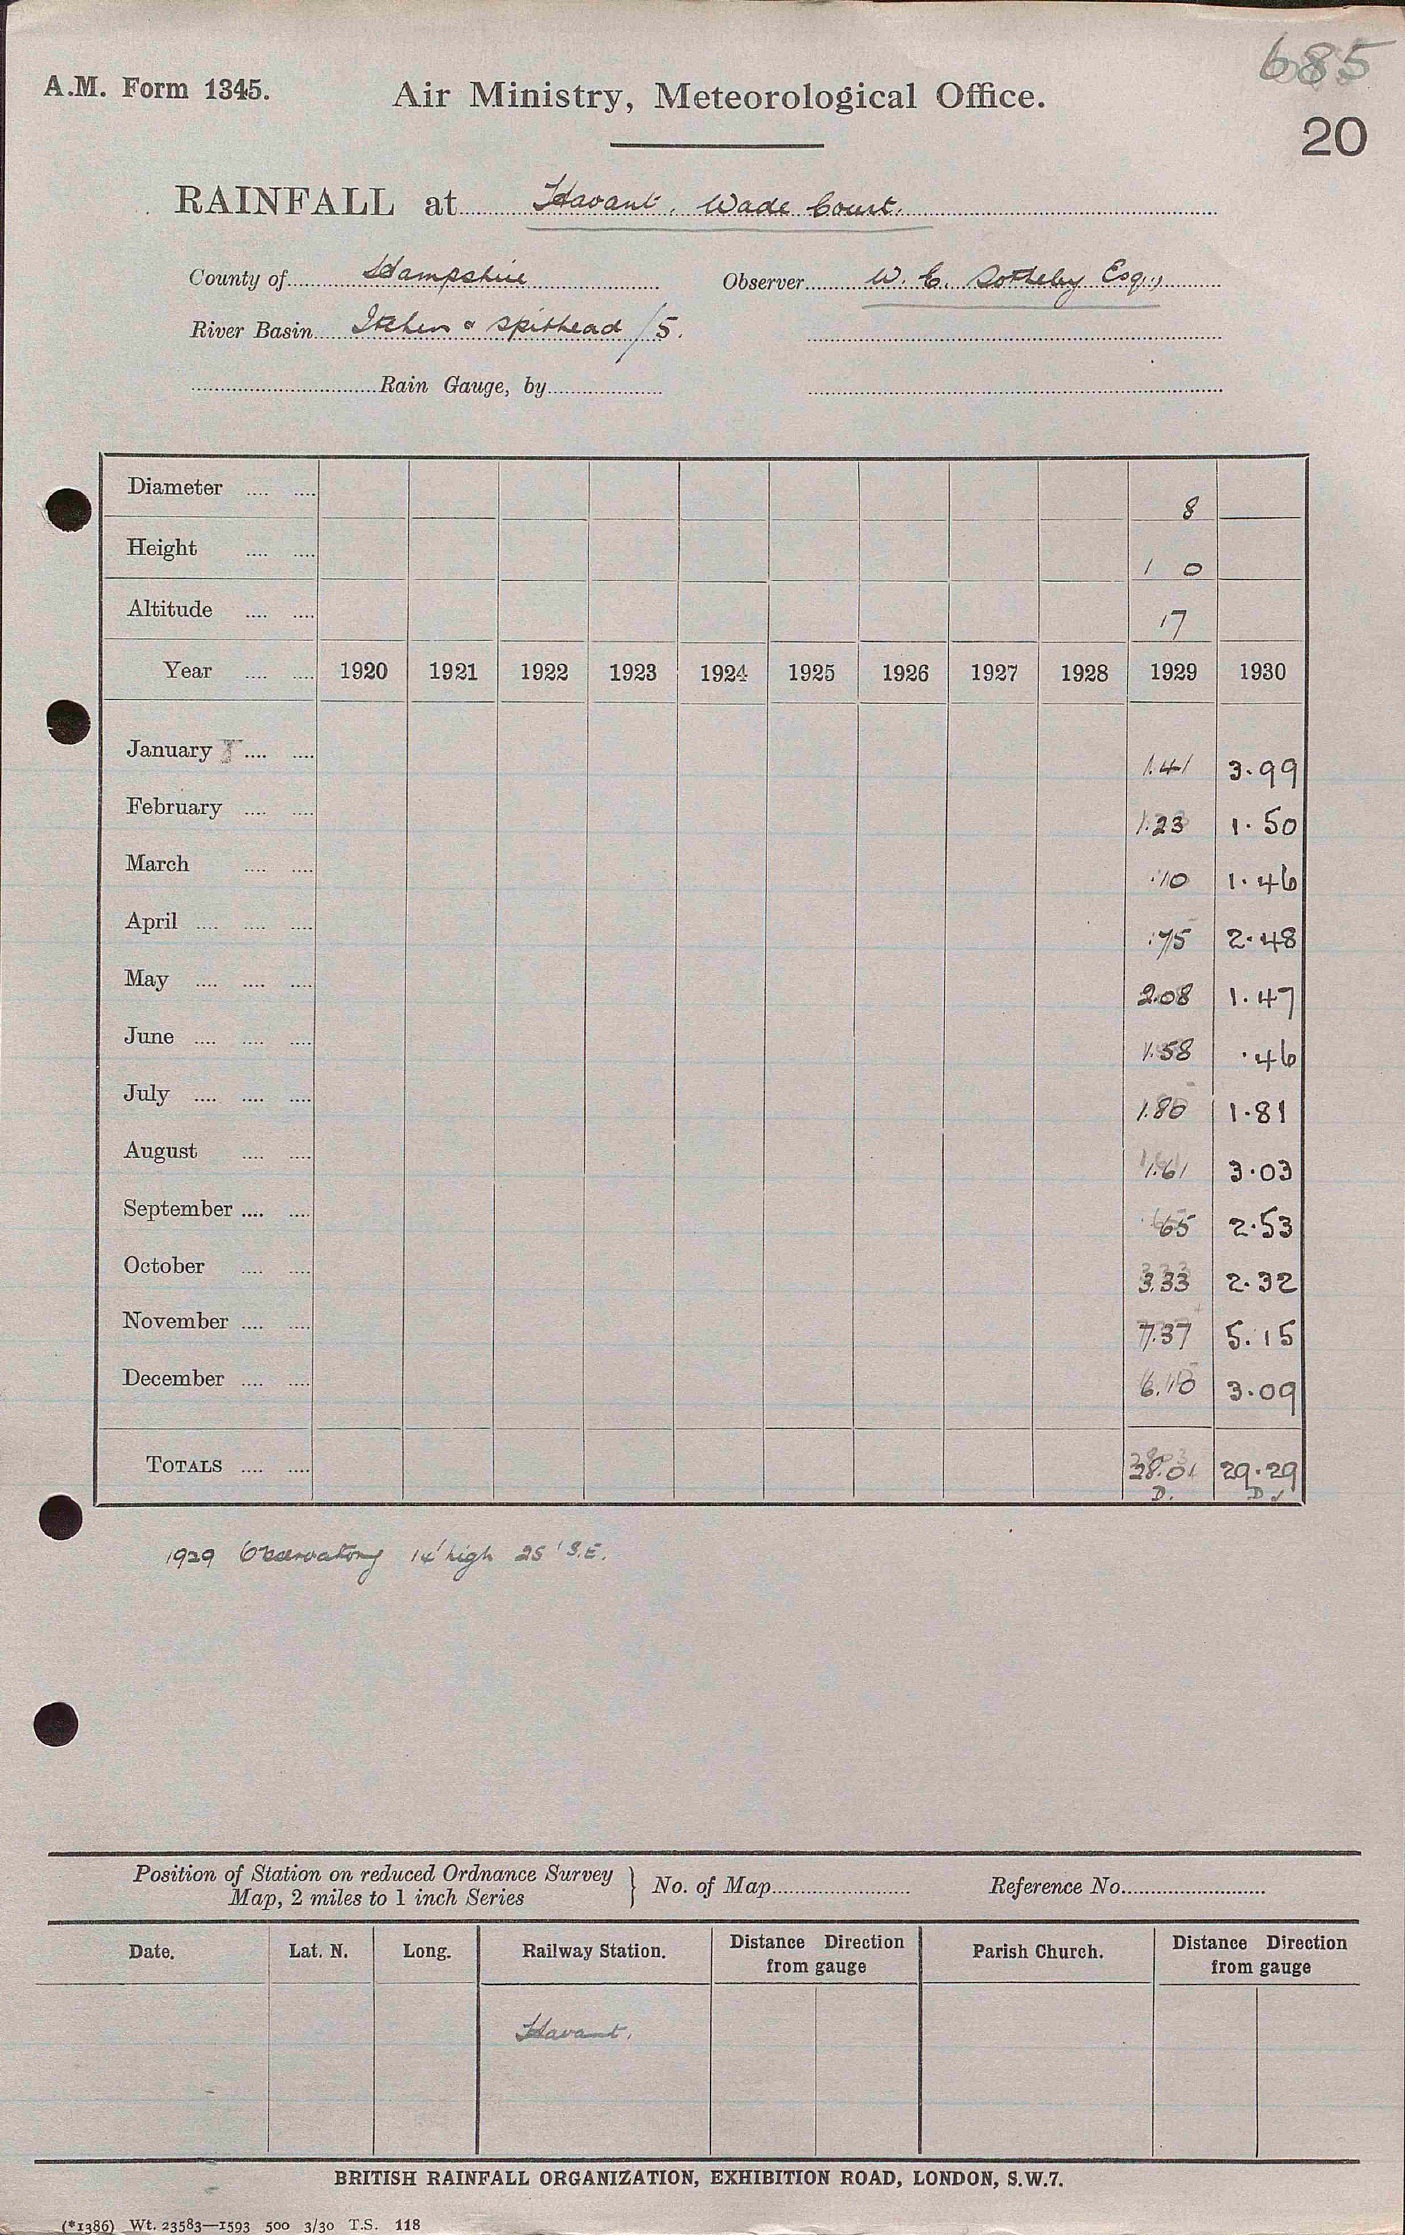 685
A.M. Form 1345.
Air Ministry, Meteorological Office.
20
RAINFALL at Havant. Wade Court.
County of Hampshire Observer W. C. Sotheby Esq.,
River Basin Itchen & Spithead /5.
Rain Gauge, by
Diameter 8
Height 1 0
Altitude 17
Year 1920 1921 1922 1923 1924 1925 1926 1927 1928 1929 1930
January 1.41 3.99
February 1.23 1.50
March .10 1.46
April .75 2.48
May 2.08 1.47
June 1.58 .46
July 1.80 1.81
August 1.61 3.03
September .65 2.53
October 3.33 2.32
November 7.37 5.15
December 6.10 3.09
TOTALS 28.01 29.29
D. D ✓
1929 Observatory 14' high 25' S.E.
Position of Station on reduced Ordnance Survey
Map, 2 miles to 1 inch Series } No. of Map Reference No.
Date. Lat. N. Long. Railway Station. Distance Direction from gauge Parish Church. Distance Direction from gauge
Havant.
BRITISH RAINFALL ORGANIZATION, EXHIBITION ROAD, LONDON, S.W.7.
(*1386) Wt. 23583—1593 500 3/30 T.S. 118